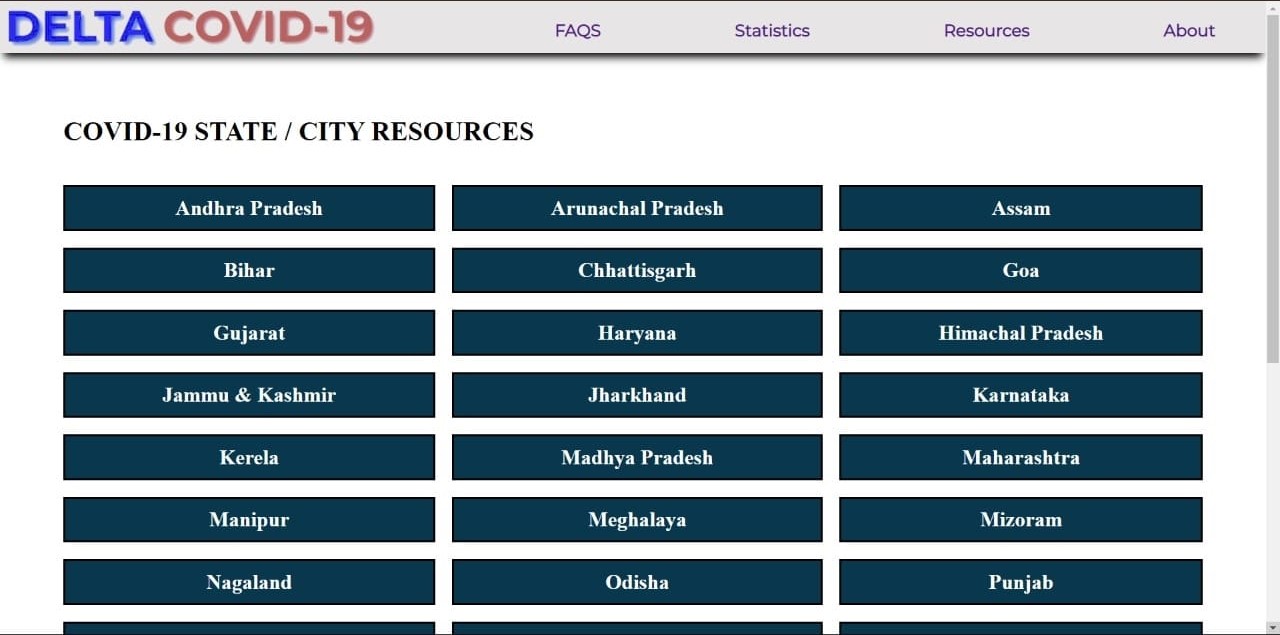 DELTA COVID-19 FAQS Statistics Resources About
COVID-19 STATE / CITY RESOURCES
Andhra Pradesh Arunachal Pradesh Assam
Bihar Chhattisgarh Goa
Gujarat Haryana Himachal Pradesh
Jammu & Kashmir Jharkhand Karnataka
Kerela Madhya Pradesh Maharashtra
Manipur Meghalaya Mizoram
Nagaland Odisha Punjab